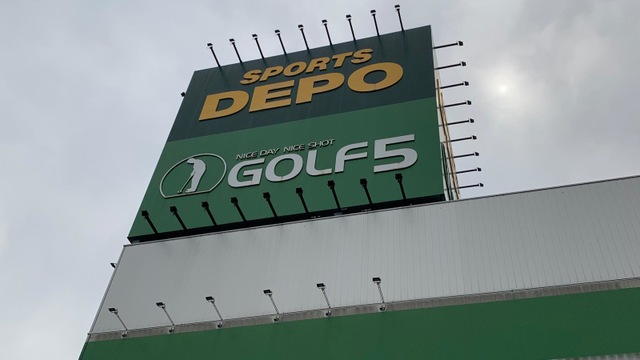 SPORTS
DEPO
NICE DAY NICE SHOT
GOLF5